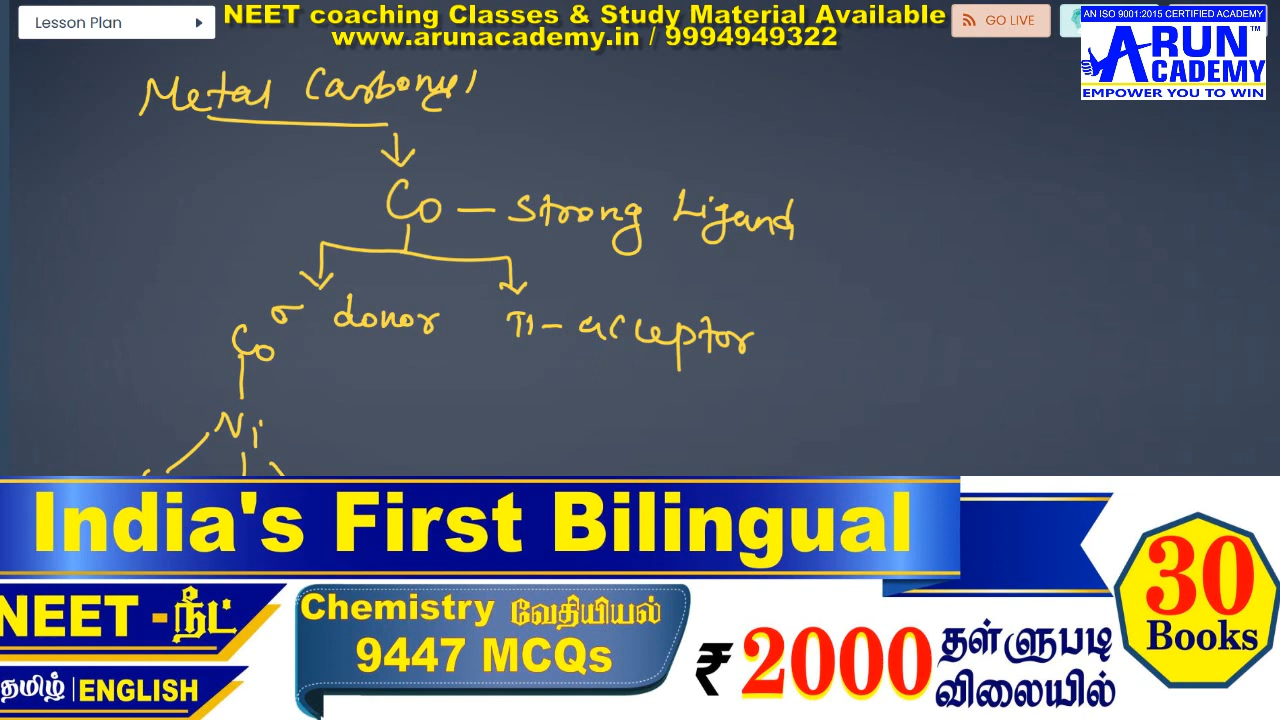 Lesson Plan
NEET coaching Classes & Study Material Available
www.arunacademy.in / 9994949322
GO LIVE
AN ISO 9001:2015 CERTIFIED ACADEMY
ARUN™
ACADEMY
EMPOWER YOU TO WIN
Metal Carbonyl
Co — Strong Ligand
σ donor
π - acceptor
Co
Ni
India's First Bilingual
NEET - நீட்
தமிழ் | ENGLISH
Chemistry வேதியியல்
9447 MCQs
₹ 2000 தள்ளுபடி
விலையில்
30
Books